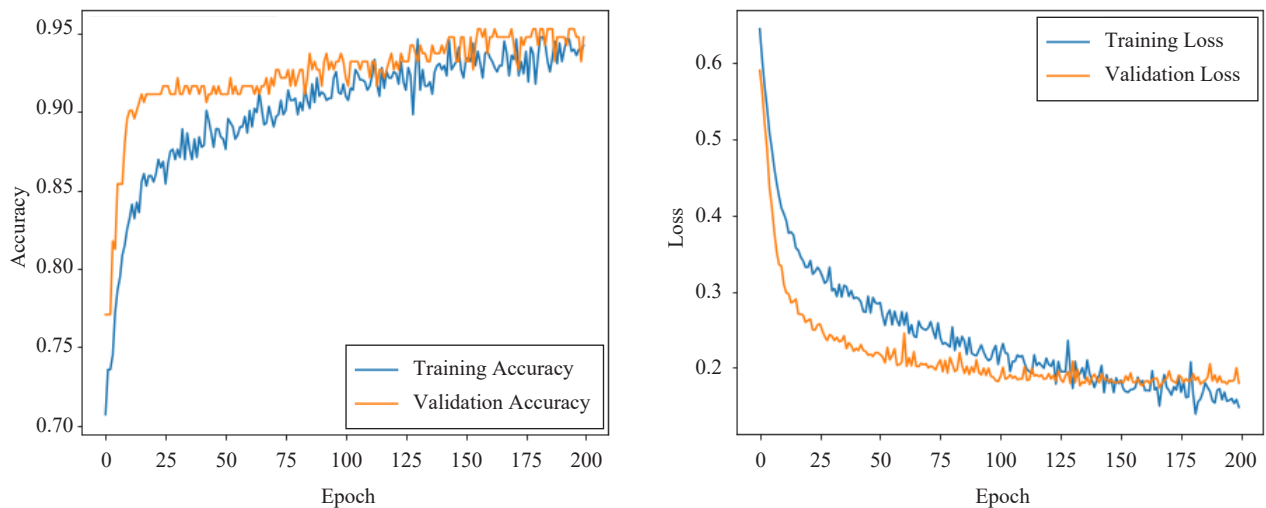 0.95
0.90
0.85
0.80
0.75
0.70
Accuracy
Training Accuracy
Validation Accuracy
0 25 50 75 100 125 150 175 200
Epoch
0.6
0.5
0.4
0.3
0.2
Loss
Training Loss
Validation Loss
0 25 50 75 100 125 150 175 200
Epoch